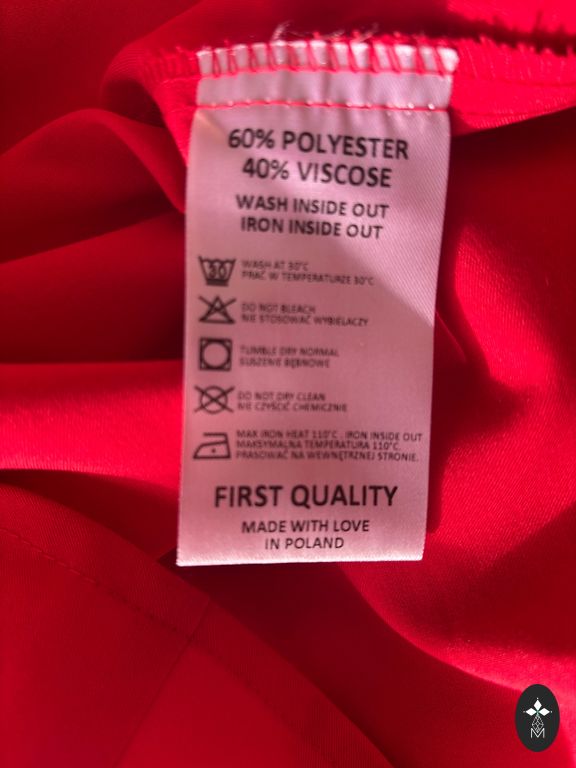 60% POLYESTER
40% VISCOSE
WASH INSIDE OUT
IRON INSIDE OUT
30
WASH AT 30°C
PRAĆ W TEMPERATURZE 30°C
DO NOT BLEACH
NIE STOSOWAĆ WYBIELACZY
TUMBLE DRY NORMAL
SUSZENIE BĘBNOWE
DO NOT DRY CLEAN
NIE CZYŚCIĆ CHEMICZNIE
MAX IRON HEAT 110°C . IRON INSIDE OUT
MAKSYMALNA TEMPERATURA 110°C.
PRASOWAĆ NA WEWNĘTRZNEJ STRONIE.
FIRST QUALITY
MADE WITH LOVE
IN POLAND
M